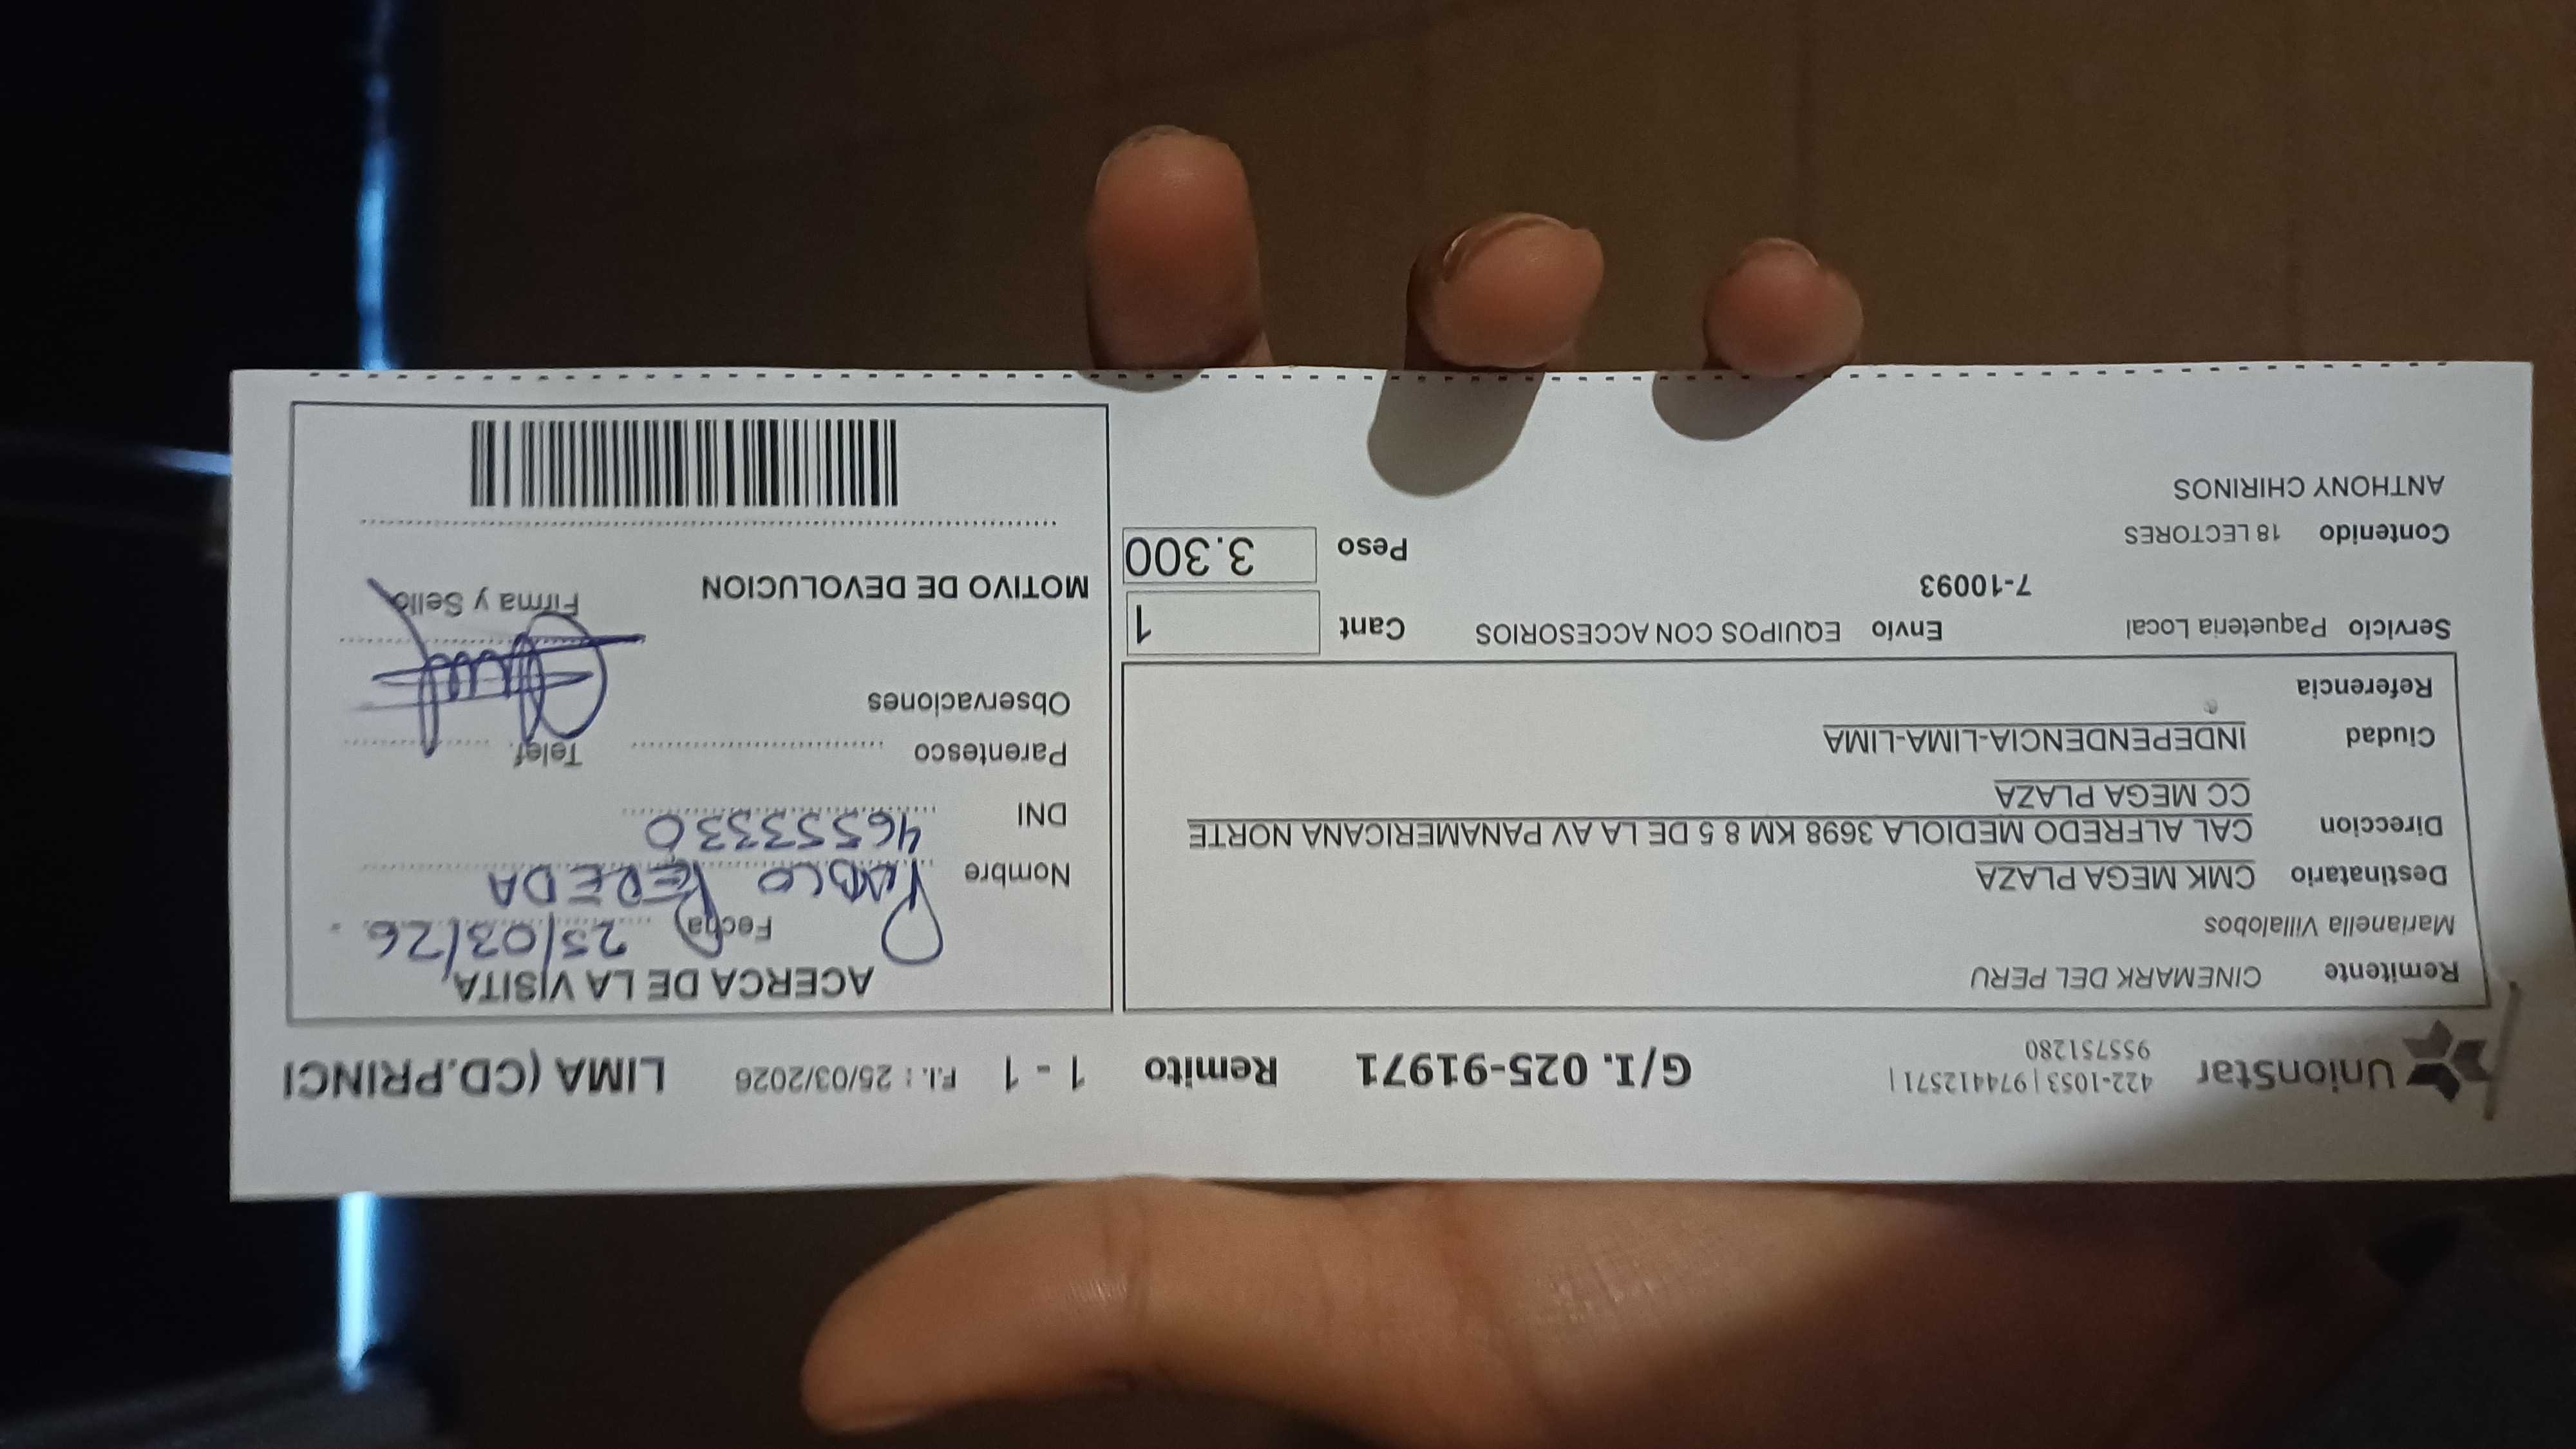 UnionStar
422-1053 | 974412571 |
955751280
G/I. 025-91971
Remito 1 - 1
F.I. : 25/03/2026
LIMA (CD.PRINCI
Remitente CINEMARK DEL PERU
Marianella Villalobos
Destinatario CMK MEGA PLAZA
Direccion CAL ALFREDO MEDIOLA 3698 KM 8 5 DE LA AV PANAMERICANA NORTE
CC MEGA PLAZA
Ciudad INDEPENDENCIA-LIMA-LIMA
Referencia
Servicio Paqueteria Local Envio EQUIPOS CON ACCESORIOS
7-10093
Cant 1
Contenido 18 LECTORES
Peso 3.300
ANTHONY CHIRINOS
ACERCA DE LA VISITA
Fecha 25/03/26.
Nombre PABLO PEREDA
DNI 46553330
Parentesco Telef.
Observaciones
Firma y Sello
MOTIVO DE DEVOLUCION